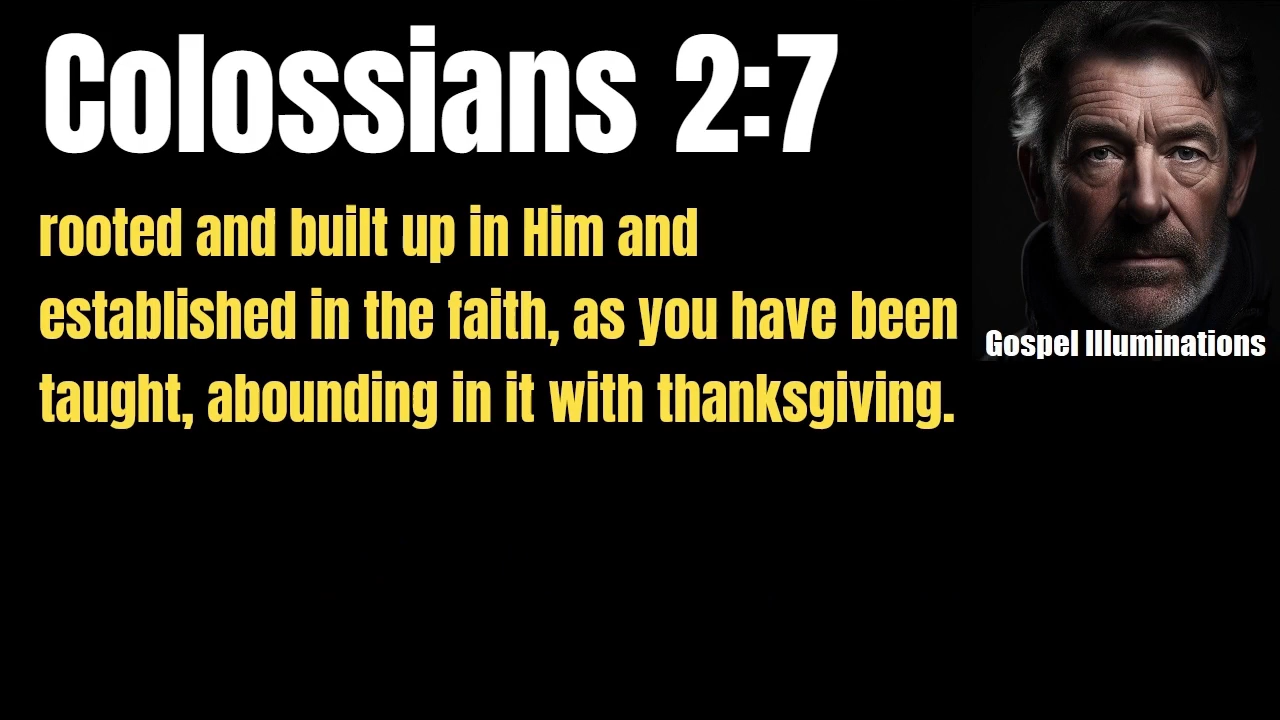 Colossians 2:7
rooted and built up in Him and
established in the faith, as you have been
taught, abounding in it with thanksgiving.
Gospel Illuminations